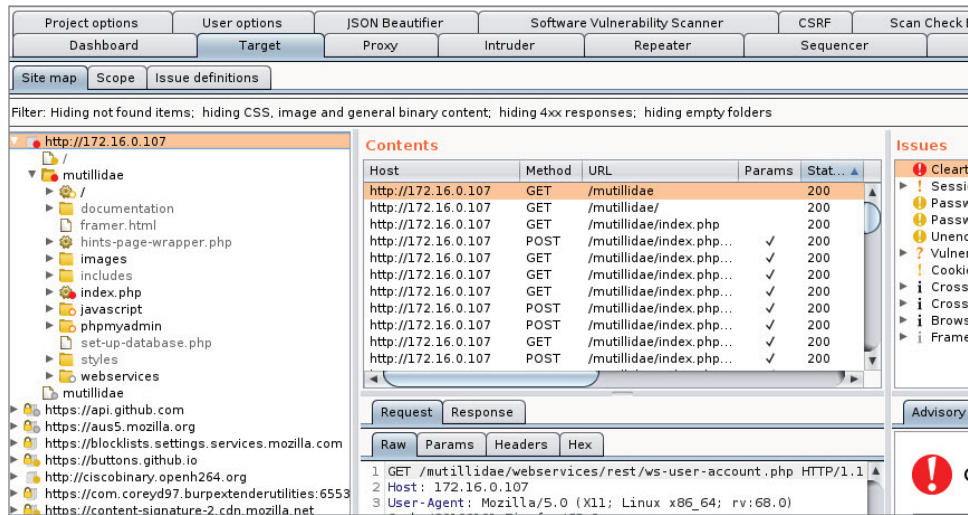 Project options User options JSON Beautifier Software Vulnerability Scanner CSRF Scan Check
Dashboard Target Proxy Intruder Repeater Sequencer
Site map Scope Issue definitions
Filter: Hiding not found items; hiding CSS, image and general binary content; hiding 4xx responses; hiding empty folders
http://172.16.0.107
/
mutillidae
/
documentation
framer.html
hints-page-wrapper.php
images
includes
index.php
javascript
phpmyadmin
set-up-database.php
styles
webservices
mutillidae
https://api.github.com
https://aus5.mozilla.org
https://blocklists.settings.services.mozilla.com
https://buttons.github.io
http://ciscobinary.openh264.org
https://com.coreyd97.burpextenderutilities:6553
https://content-signature-2.cdn.mozilla.net
Contents
Host Method URL Params Stat...
http://172.16.0.107 GET /mutillidae 200
http://172.16.0.107 GET /mutillidae/ 200
http://172.16.0.107 GET /mutillidae/index.php 200
http://172.16.0.107 POST /mutillidae/index.php... ✓ 200
http://172.16.0.107 GET /mutillidae/index.php... ✓ 200
http://172.16.0.107 GET /mutillidae/index.php... ✓ 200
http://172.16.0.107 GET /mutillidae/index.php... ✓ 200
http://172.16.0.107 POST /mutillidae/index.php... ✓ 200
http://172.16.0.107 POST /mutillidae/index.php... ✓ 200
http://172.16.0.107 GET /mutillidae/index.php... ✓ 200
http://172.16.0.107 POST /mutillidae/index.php... ✓ 200
Request Response
Raw Params Headers Hex
1 GET /mutillidae/webservices/rest/ws-user-account.php HTTP/1.1
2 Host: 172.16.0.107
3 User-Agent: Mozilla/5.0 (X11; Linux x86_64; rv:68.0)
Issues
Cleart
Sessi
Passw
Passw
Unenc
Vulner
Cookie
Cross
Cross
Brows
Frame
Advisory